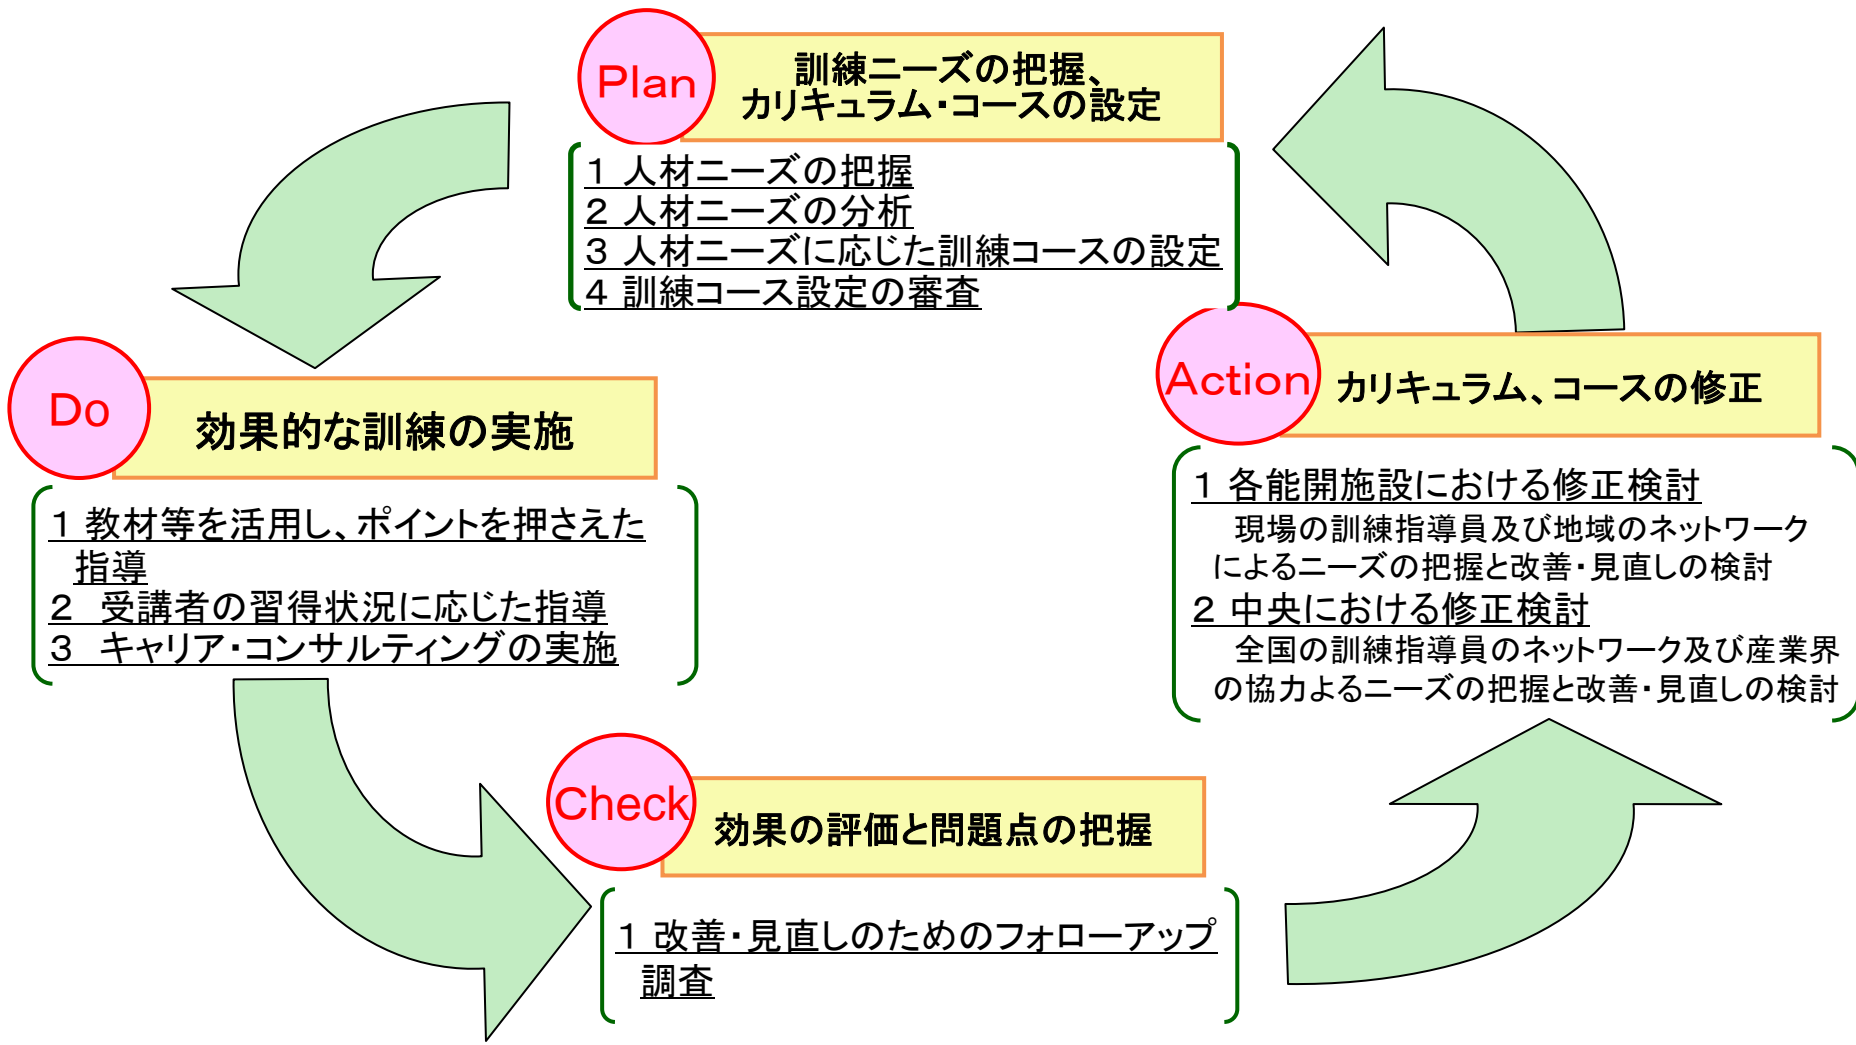 Plan
訓練ニーズの把握、
カリキュラム・コースの設定
1 人材ニーズの把握
2 人材ニーズの分析
3 人材ニーズに応じた訓練コースの設定
4 訓練コース設定の審査
Do
効果的な訓練の実施
1 教材等を活用し、ポイントを押さえた
指導
2　受講者の習得状況に応じた指導
3　キャリア・コンサルティングの実施
Check
効果の評価と問題点の把握
1 改善・見直しのためのフォローアップ
調査
Action
カリキュラム、コースの修正
1 各能開施設における修正検討
現場の訓練指導員及び地域のネットワーク
によるニーズの把握と改善・見直しの検討
2 中央における修正検討
全国の訓練指導員のネットワーク及び産業界
の協力よるニーズの把握と改善・見直しの検討